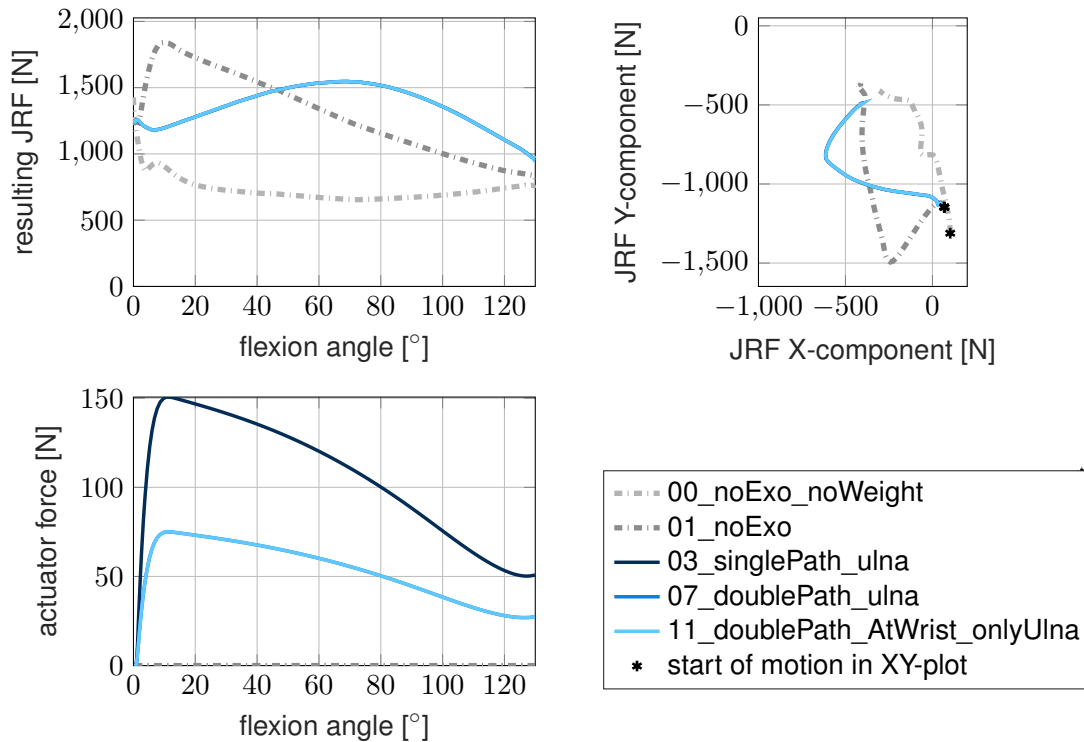 resulting JRF [N]
2,000
1,500
1,000
500
0
0 20 40 60 80 100 120
flexion angle [°]
JRF Y-component [N]
0
−500
−1,000
−1,500
−1,000 −500 0
JRF X-component [N]
actuator force [N]
150
100
50
0
0 20 40 60 80 100 120
flexion angle [°]
00_noExo_noWeight
01_noExo
03_singlePath_ulna
07_doublePath_ulna
11_doublePath_AtWrist_onlyUlna
start of motion in XY-plot